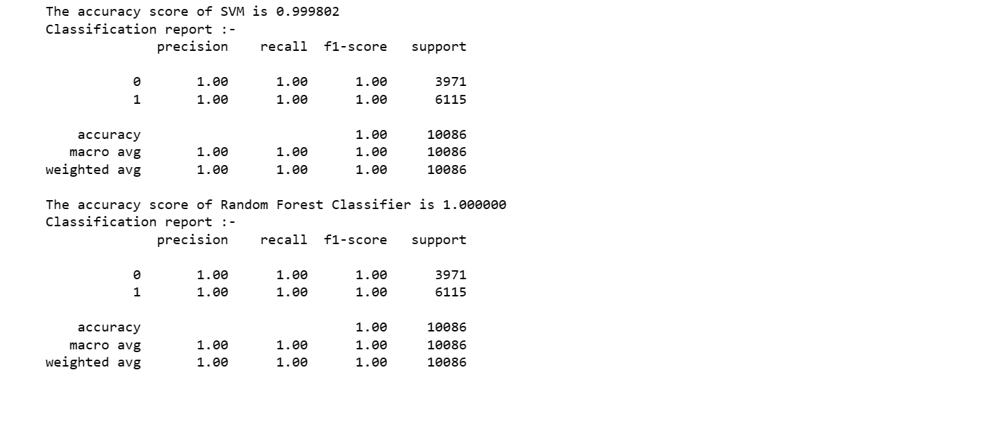 The accuracy score of SVM is 0.999802
Classification report :-
              precision    recall  f1-score   support

           0       1.00      1.00      1.00      3971
           1       1.00      1.00      1.00      6115

    accuracy                           1.00     10086
   macro avg       1.00      1.00      1.00     10086
weighted avg       1.00      1.00      1.00     10086

The accuracy score of Random Forest Classifier is 1.000000
Classification report :-
              precision    recall  f1-score   support

           0       1.00      1.00      1.00      3971
           1       1.00      1.00      1.00      6115

    accuracy                           1.00     10086
   macro avg       1.00      1.00      1.00     10086
weighted avg       1.00      1.00      1.00     10086